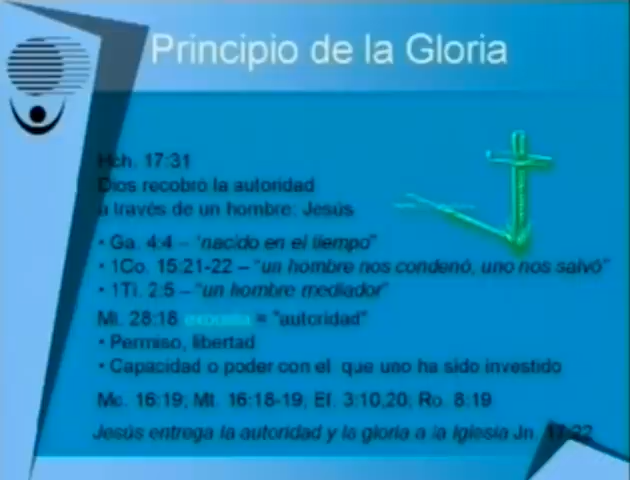 Principio de la Gloria
Hch. 17:31
Dios recobró la autoridad
a través de un hombre: Jesús
• Ga. 4:4 – "nacido en el tiempo"
• 1Co. 15:21-22 – "un hombre nos condenó, uno nos salvó"
• 1Ti. 2:5 – "un hombre mediador"
Mt. 28:18 exousia = "autoridad"
• Permiso, libertad
• Capacidad o poder con el que uno ha sido investido
Mc. 16:19; Mt. 16:18-19; Ef. 3:10,20; Ro. 8:19
Jesús entrega la autoridad y la gloria a la Iglesia Jn. 17:22